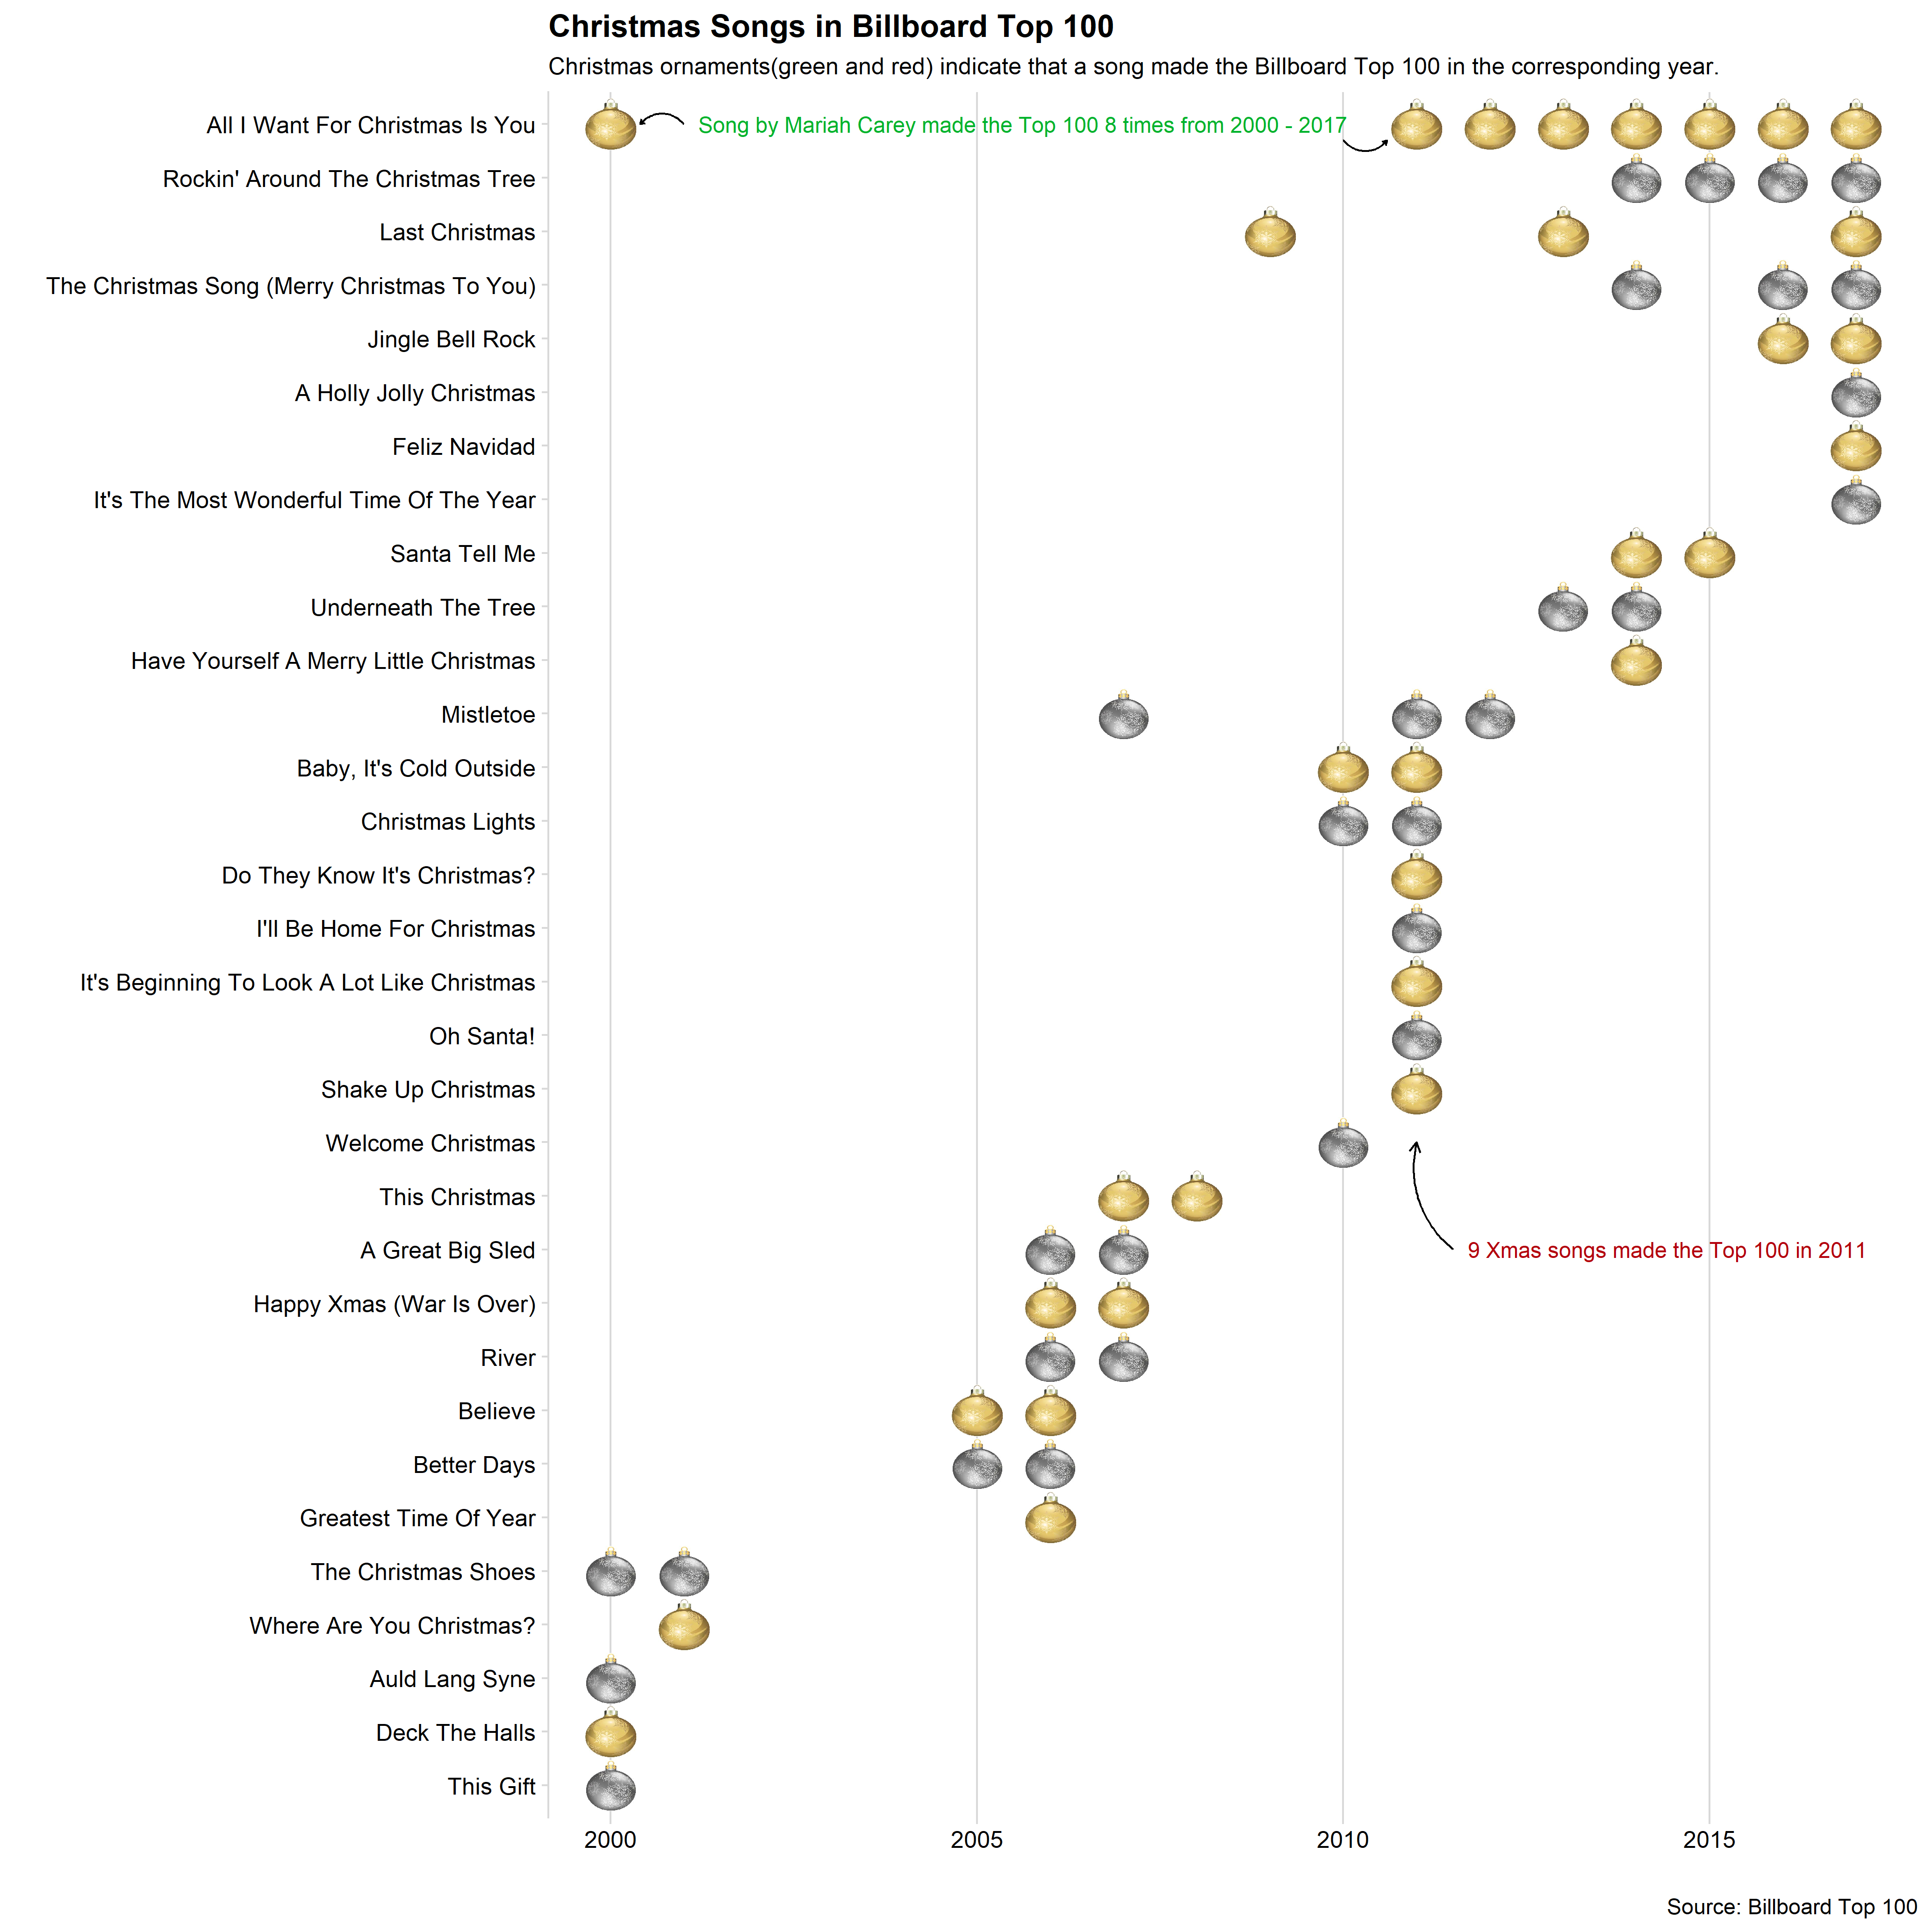 Christmas Songs in Billboard Top 100
Christmas ornaments(green and red) indicate that a song made the Billboard Top 100 in the corresponding year.
All I Want For Christmas Is You
Song by Mariah Carey made the Top 100 8 times from 2000 - 2017
Rockin' Around The Christmas Tree
Last Christmas
The Christmas Song (Merry Christmas To You)
Jingle Bell Rock
A Holly Jolly Christmas
Feliz Navidad
It's The Most Wonderful Time Of The Year
Santa Tell Me
Underneath The Tree
Have Yourself A Merry Little Christmas
Mistletoe
Baby, It's Cold Outside
Christmas Lights
Do They Know It's Christmas?
I'll Be Home For Christmas
It's Beginning To Look A Lot Like Christmas
Oh Santa!
Shake Up Christmas
Welcome Christmas
This Christmas
A Great Big Sled
9 Xmas songs made the Top 100 in 2011
Happy Xmas (War Is Over)
River
Believe
Better Days
Greatest Time Of Year
The Christmas Shoes
Where Are You Christmas?
Auld Lang Syne
Deck The Halls
This Gift
2000 2005 2010 2015
Source: Billboard Top 100